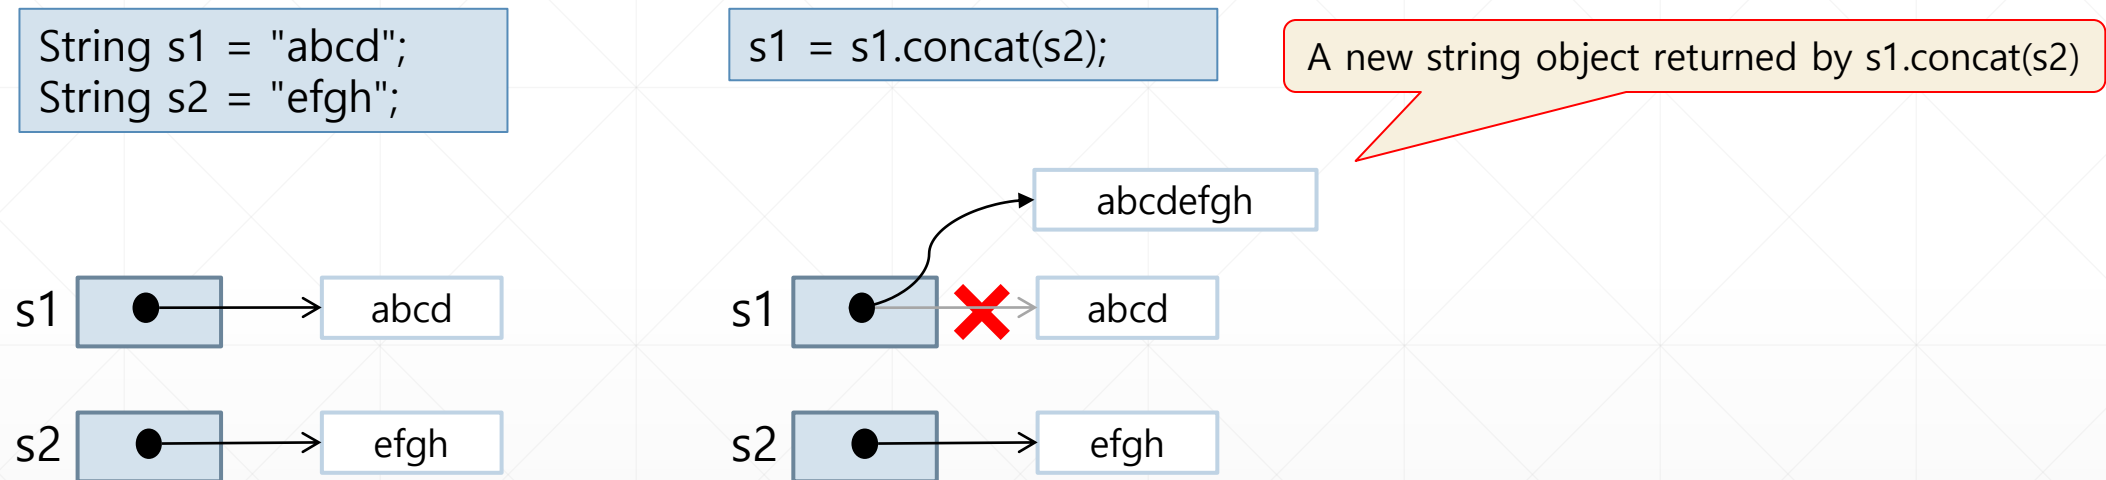 String s1 = "abcd";
String s2 = "efgh";
s1 = s1.concat(s2);
A new string object returned by s1.concat(s2)
abcdefgh
s1
abcd
s1
abcd
s2
efgh
s2
efgh